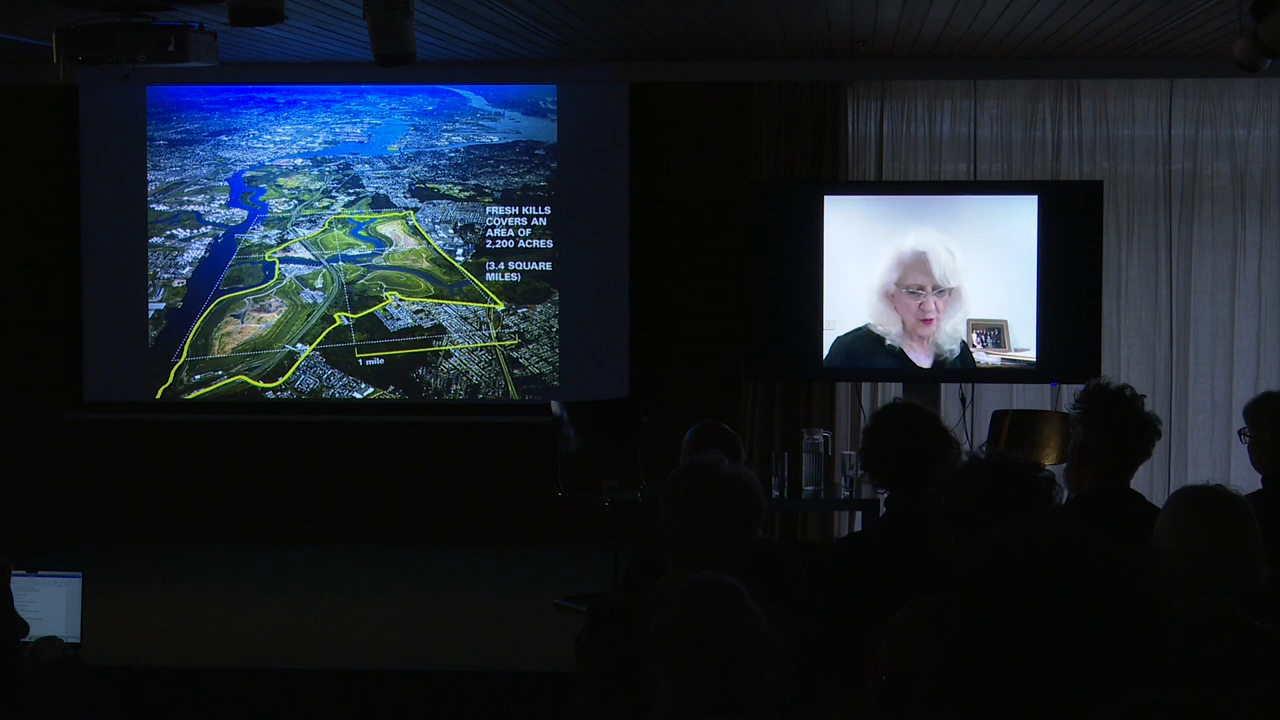 FRESH KILLS
COVERS AN
AREA OF
2,200 ACRES
(3.4 SQUARE
MILES)
1 mile